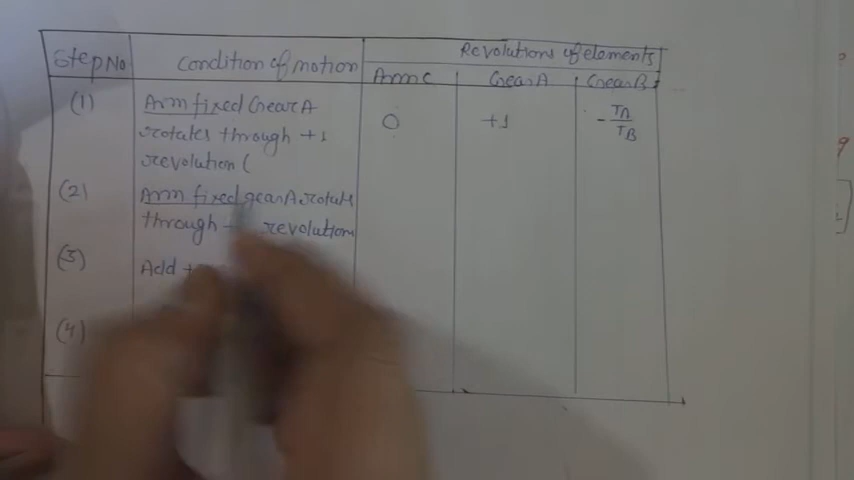 Step No Condition of motion Revolutions of elements
Arm C Gear A Gear B
(1) Arm fixed Gear A 0 +1 - TA/TB
rotates through +1
revolution (
(2) Arm fixed gear A rotate
through + revolution
(3) Add +
(4)